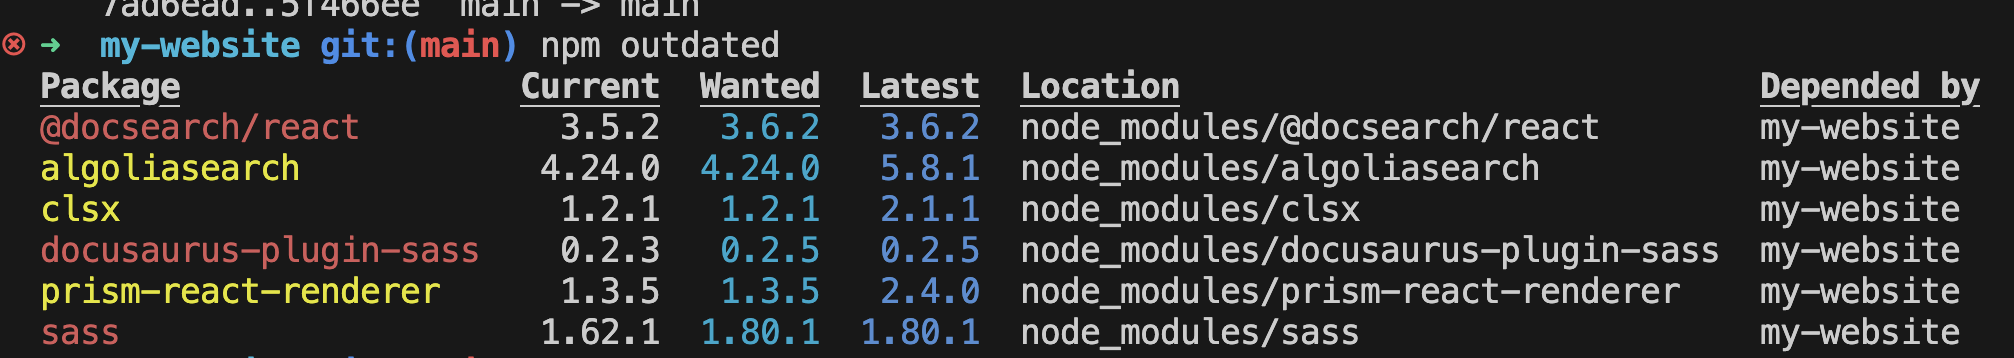 7ad6ead..5f466ee  main -> main
➜  my-website git:(main) npm outdated
Package                  Current   Wanted   Latest  Location                              Depended by
@docsearch/react           3.5.2    3.6.2    3.6.2  node_modules/@docsearch/react         my-website
algoliasearch             4.24.0   4.24.0    5.8.1  node_modules/algoliasearch            my-website
clsx                       1.2.1    1.2.1    2.1.1  node_modules/clsx                     my-website
docusaurus-plugin-sass     0.2.3    0.2.5    0.2.5  node_modules/docusaurus-plugin-sass   my-website
prism-react-renderer       1.3.5    1.3.5    2.4.0  node_modules/prism-react-renderer     my-website
sass                      1.62.1   1.80.1   1.80.1  node_modules/sass                     my-website